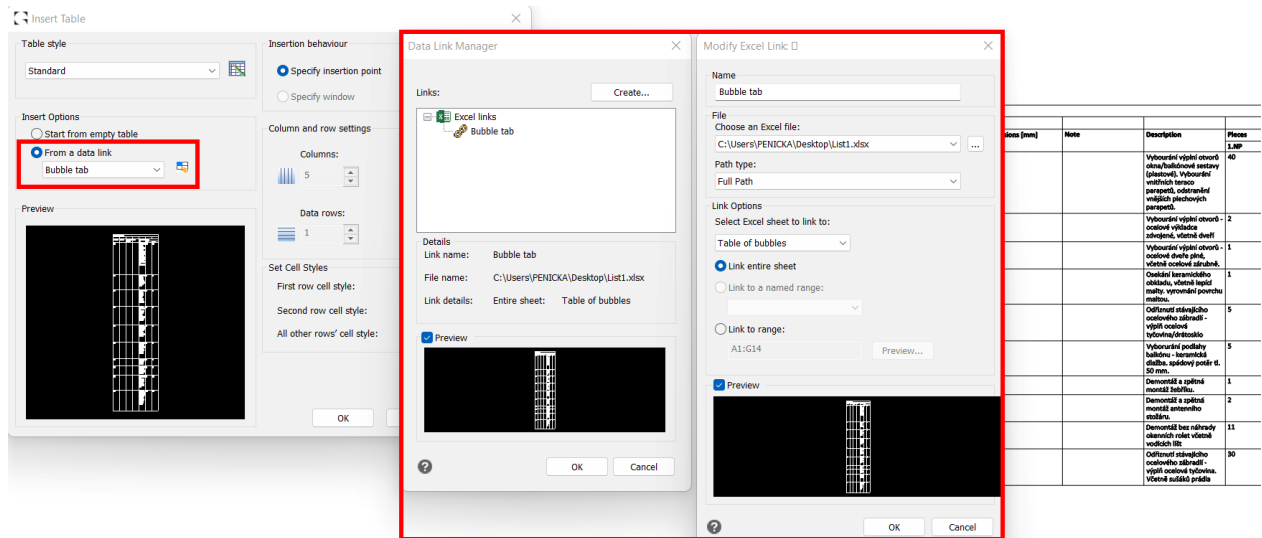 Insert Table
Table style
Standard
Insert Options
Start from empty table
From a data link
Bubble tab
Preview
Insertion behaviour
Specify insertion point
Specify window
Column and row settings
Columns:
5
Data rows:
1
Set Cell Styles
First row cell style:
Second row cell style:
All other rows' cell style:
OK
Data Link Manager
Links:
Create...
Excel links
Bubble tab
Details
Link name: Bubble tab
File name: C:\Users\PENICKA\Desktop\List1.xlsx
Link details: Entire sheet: Table of bubbles
Preview
OK Cancel
Modify Excel Link:
Name
Bubble tab
File
Choose an Excel file:
C:\Users\PENICKA\Desktop\List1.xlsx
...
Path type:
Full Path
Link Options
Select Excel sheet to link to:
Table of bubbles
Link entire sheet
Link to a named range:
Link to range:
A1:G14
Preview...
Preview
OK Cancel
[mm] Note Description Pieces
1.NP
Vybourání výplní otvorů 40
okna/balkónové sestavy
(plastové). Vybourání
vnitřních teraco
parapetů, odstranění
vnějších plechových
parapetů.
Vybourání výplní otvorů - 2
ocelové výkladce
zdvojené, včetně dveří
Vybourání výplní otvorů - 1
ocelové dveře plné,
včetně ocelové zárubně.
Osekání keramického 1
obkladu, včetně lepící
malty. vyrovnání povrchu
maltou.
Odříznutí stávajícího 5
ocelového zábradlí -
výplň ocelová
tyčovina/drátosklo
Vyborurání podlahy 5
balkónu - keramická
dlažba. spádový potěr tl.
50 mm.
Demontáž a zpětná 1
montáž žebříku.
Demontáž a zpětná 2
montáž antenního
stožáru.
Demontáž bez náhrady 11
okenních rolet včetně
vodících lišt
Odříznutí stávajícího 30
ocelového zábradlí -
výplň ocelová tyčovina.
Včetně sušáků prádla